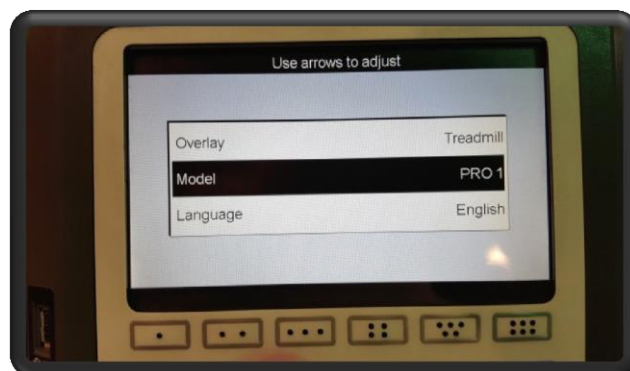 Use arrows to adjust
Overlay Treadmill
Model PRO 1
Language English